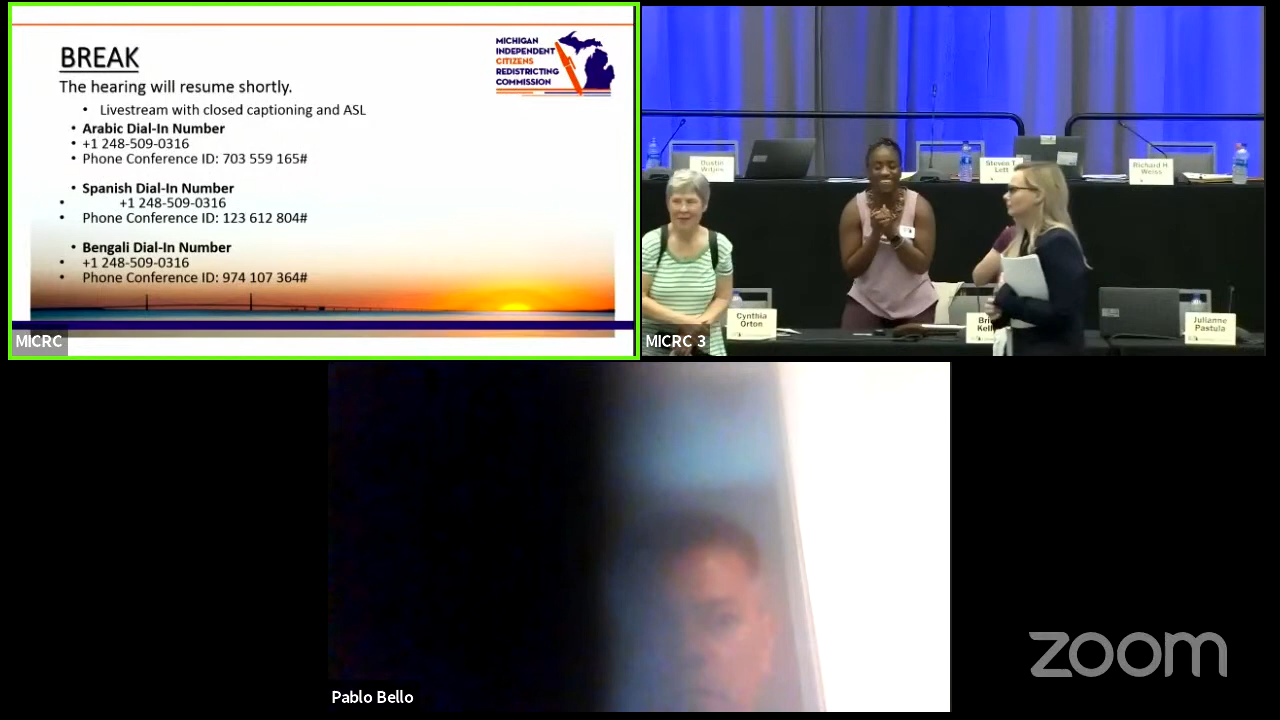 BREAK
The hearing will resume shortly.
• Livestream with closed captioning and ASL
• Arabic Dial-In Number
• +1 248-509-0316
• Phone Conference ID: 703 559 165#
• Spanish Dial-In Number
• +1 248-509-0316
• Phone Conference ID: 123 612 804#
• Bengali Dial-In Number
• +1 248-509-0316
• Phone Conference ID: 974 107 364#
MICHIGAN
INDEPENDENT
CITIZENS
REDISTRICTING
COMMISSION
MICRC
Dustin
Witjes
Steven T.
Lett
Richard H.
Weiss
Cynthia
Orton
Kell
Julianne
Pastula
MICRC 3
Pablo Bello
zoom